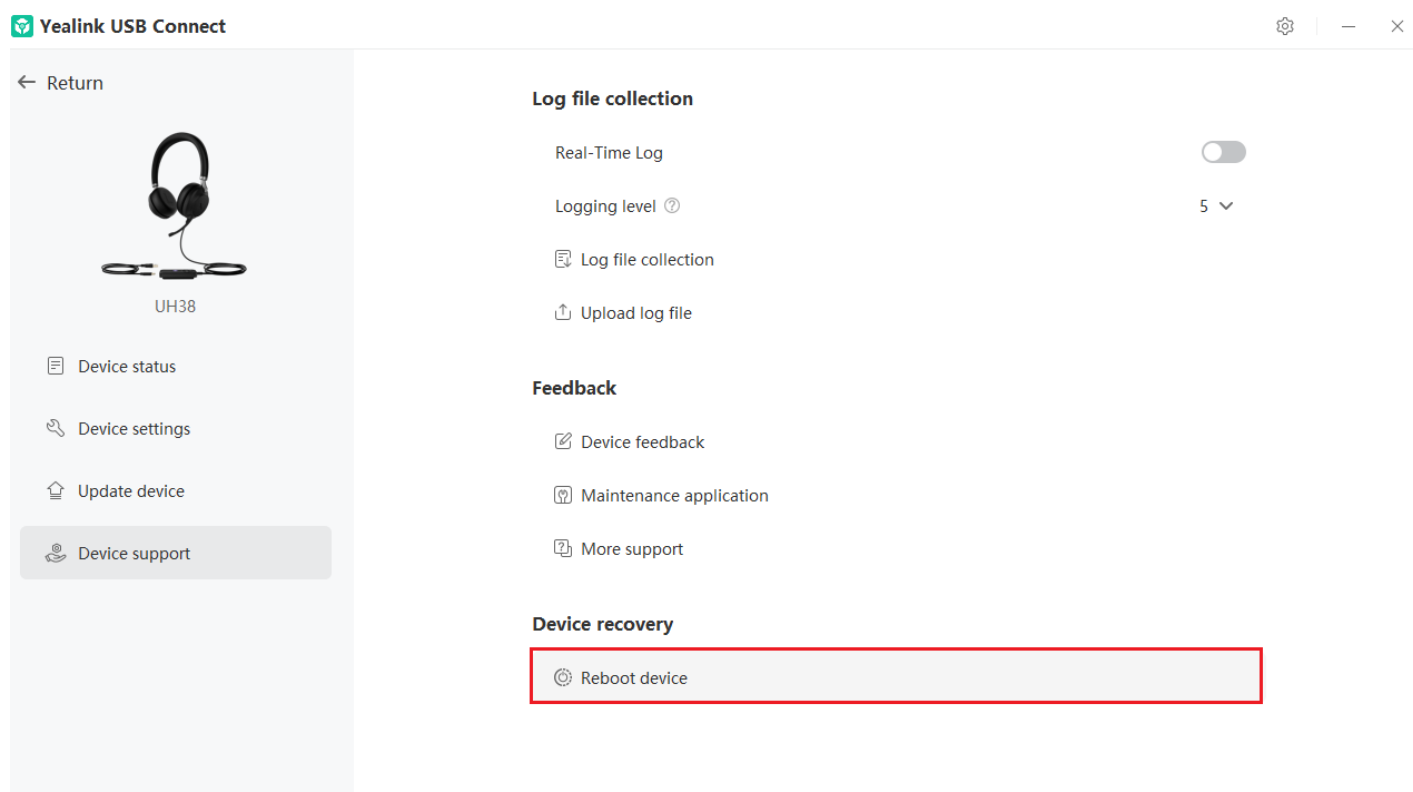 Yealink USB Connect
Return
UH38
Device status
Device settings
Update device
Device support
Log file collection
Real-Time Log
Logging level
5
Log file collection
Upload log file
Feedback
Device feedback
Maintenance application
More support
Device recovery
Reboot device